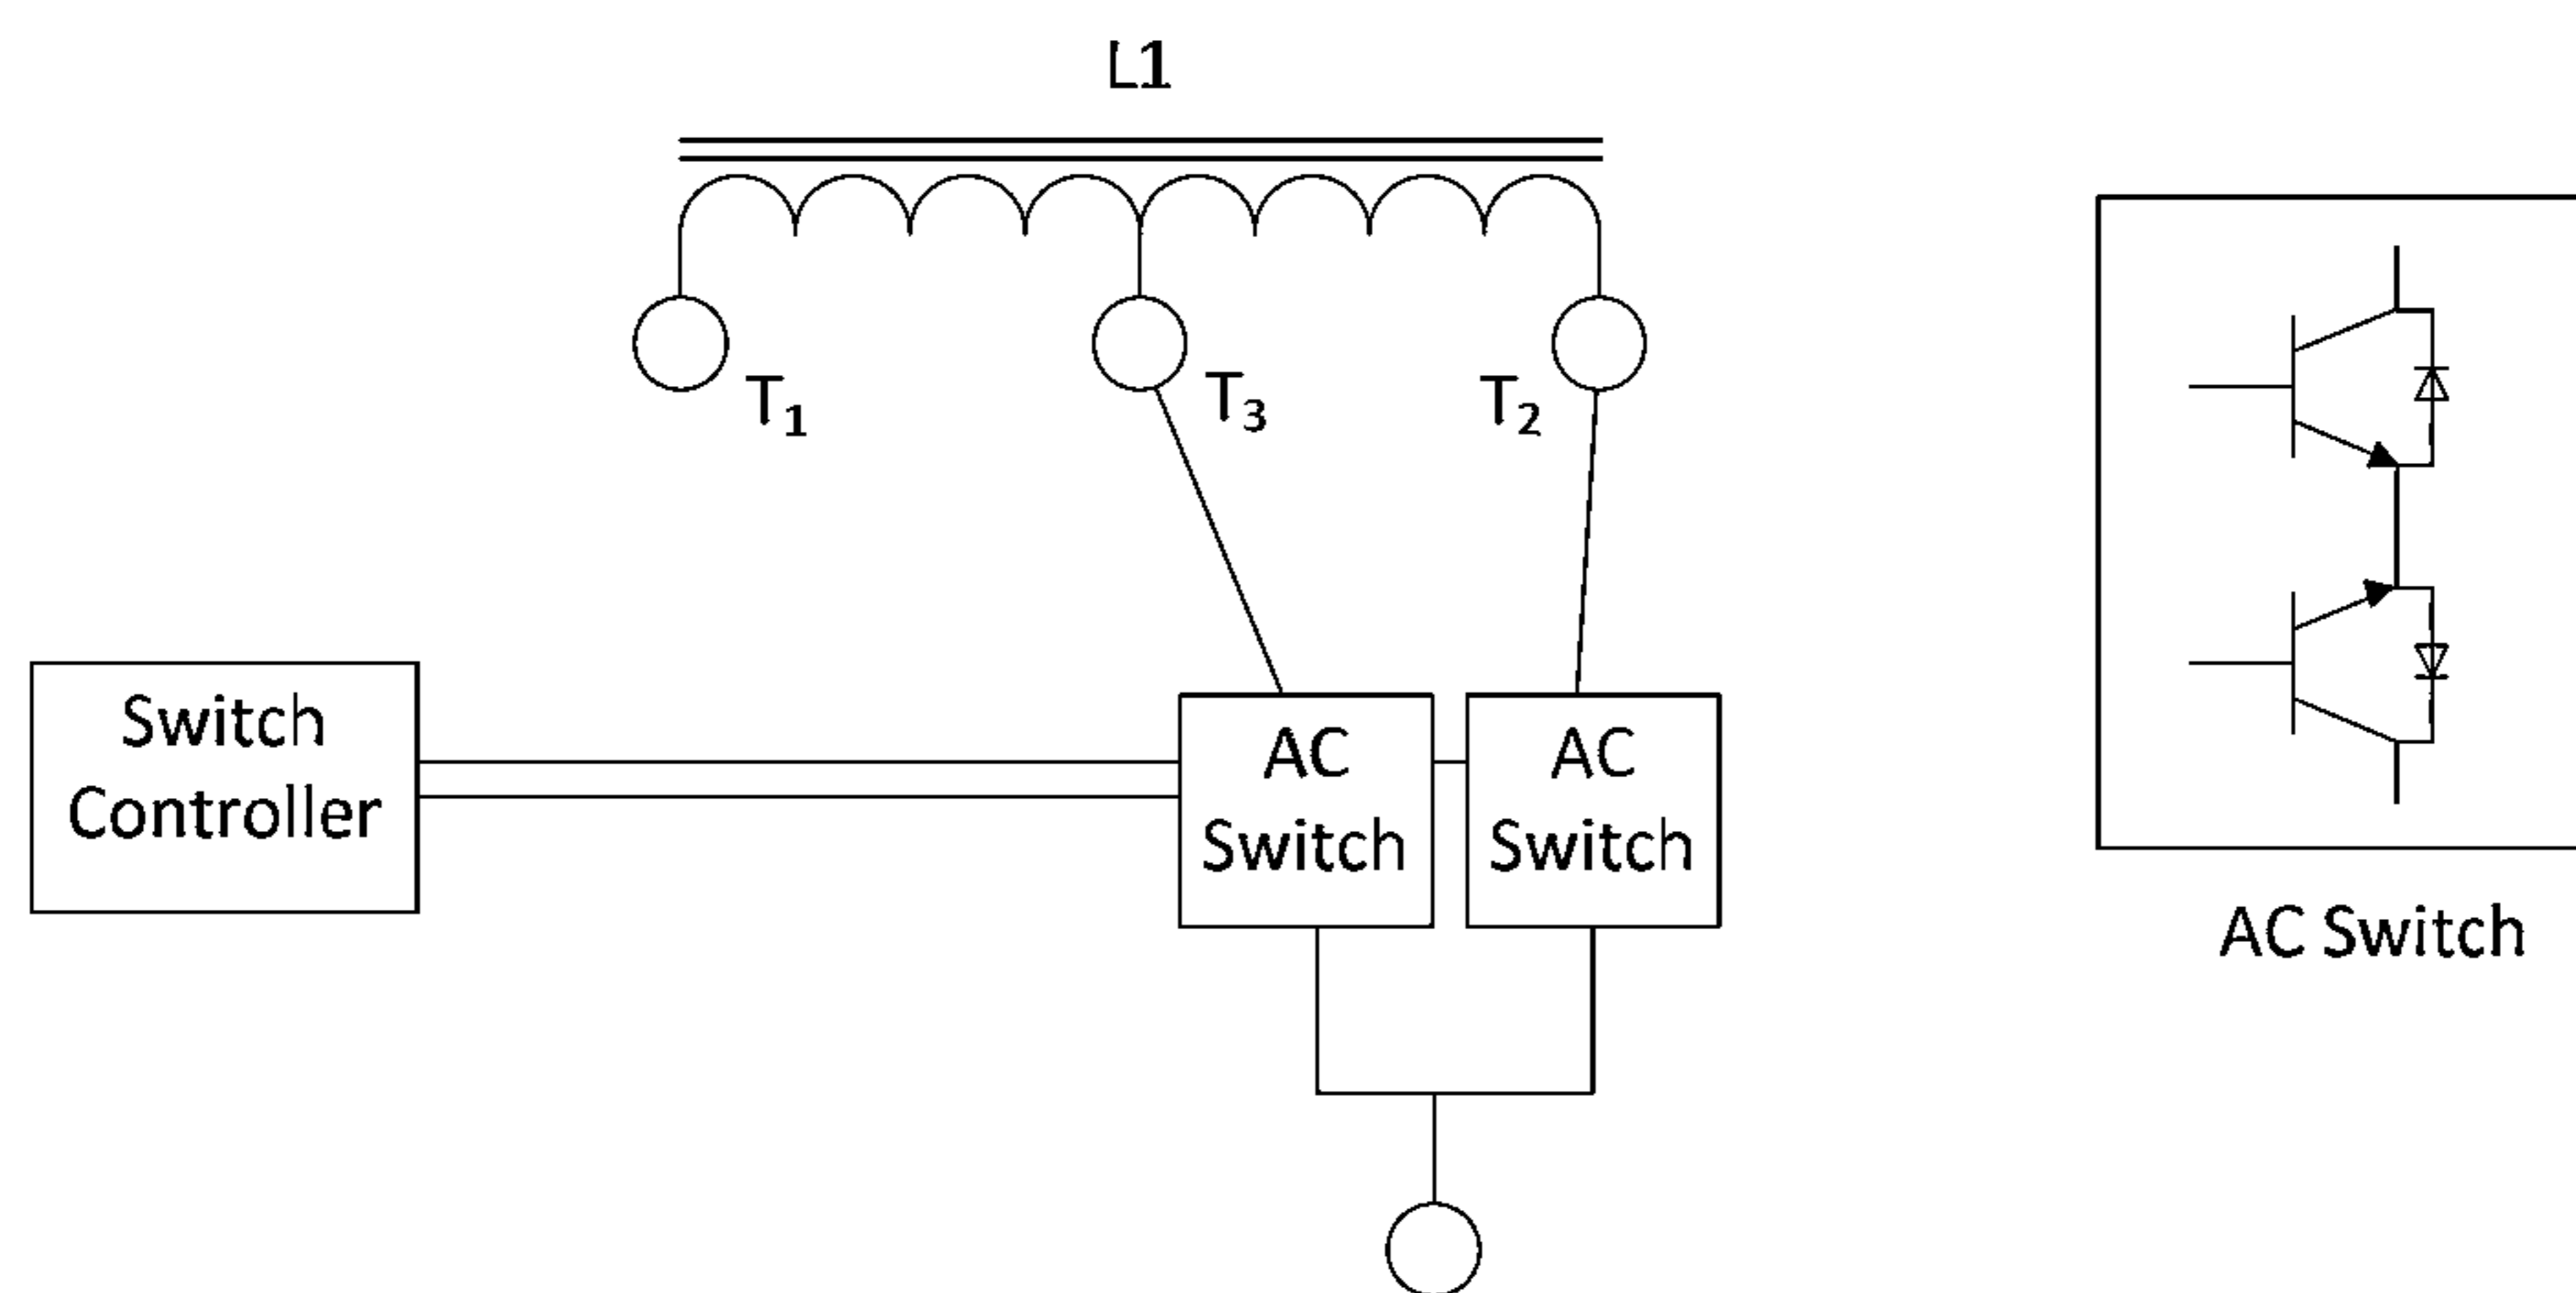 L1
T₁
T₃
T₂
Switch
Controller
AC
Switch
AC
Switch
AC Switch